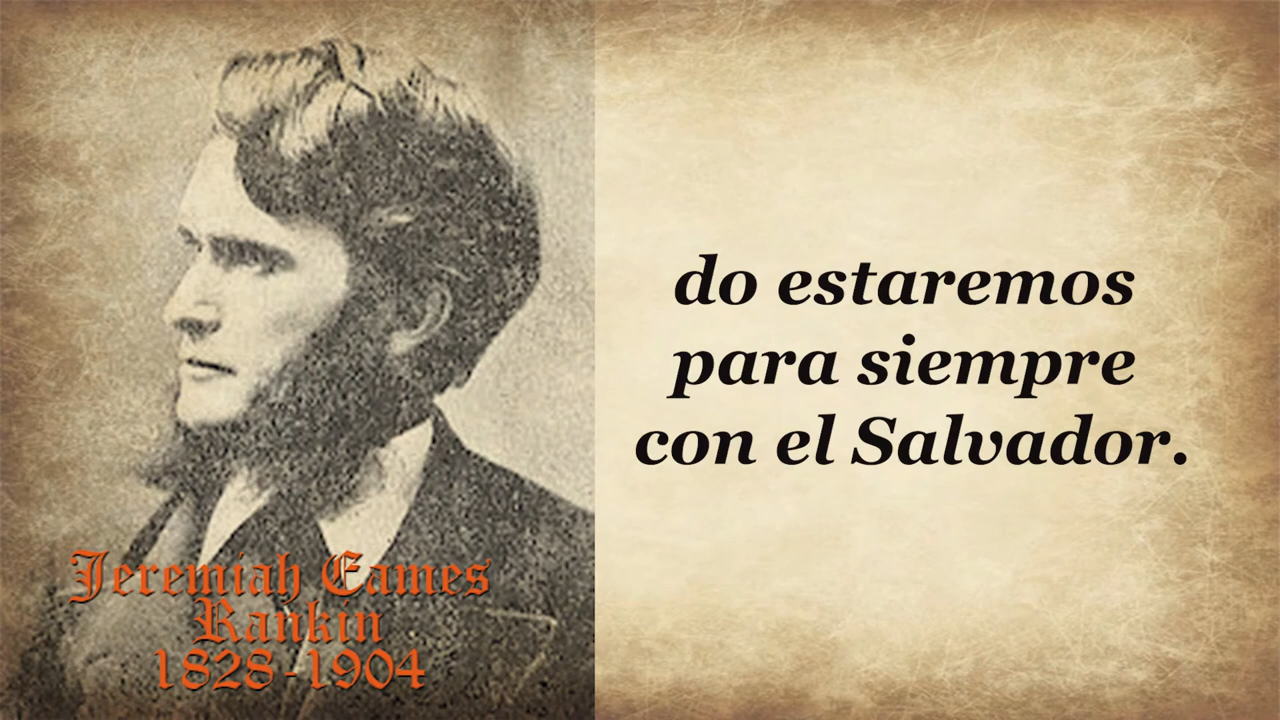 Jeremiah Eames
Rankin
1828-1904
do estaremos
para siempre
con el Salvador.